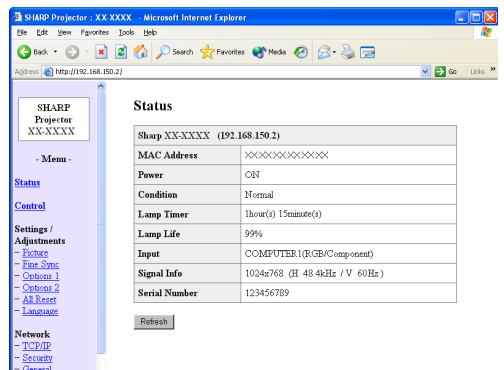 SHARP Projector : XX-XXXX - Microsoft Internet Explorer
File Edit View Favorites Tools Help
Back Search Favorites Media
Address http://192.168.150.2/ Go Links »
SHARP
Projector
XX-XXXX
- Menu -
Status
Control
Settings /
Adjustments
– Picture
– Fine Sync
– Options 1
– Options 2
– All Reset
– Language
Network
– TCP/IP
– Security
– General
Status
Sharp XX-XXXX (192.168.150.2)
MAC Address XXXXXXXXXXXX
Power ON
Condition Normal
Lamp Timer 1hour(s) 15minute(s)
Lamp Life 99%
Input COMPUTER1(RGB/Component)
Signal Info 1024x768 (H 48.4kHz / V 60Hz )
Serial Number 123456789
Refresh